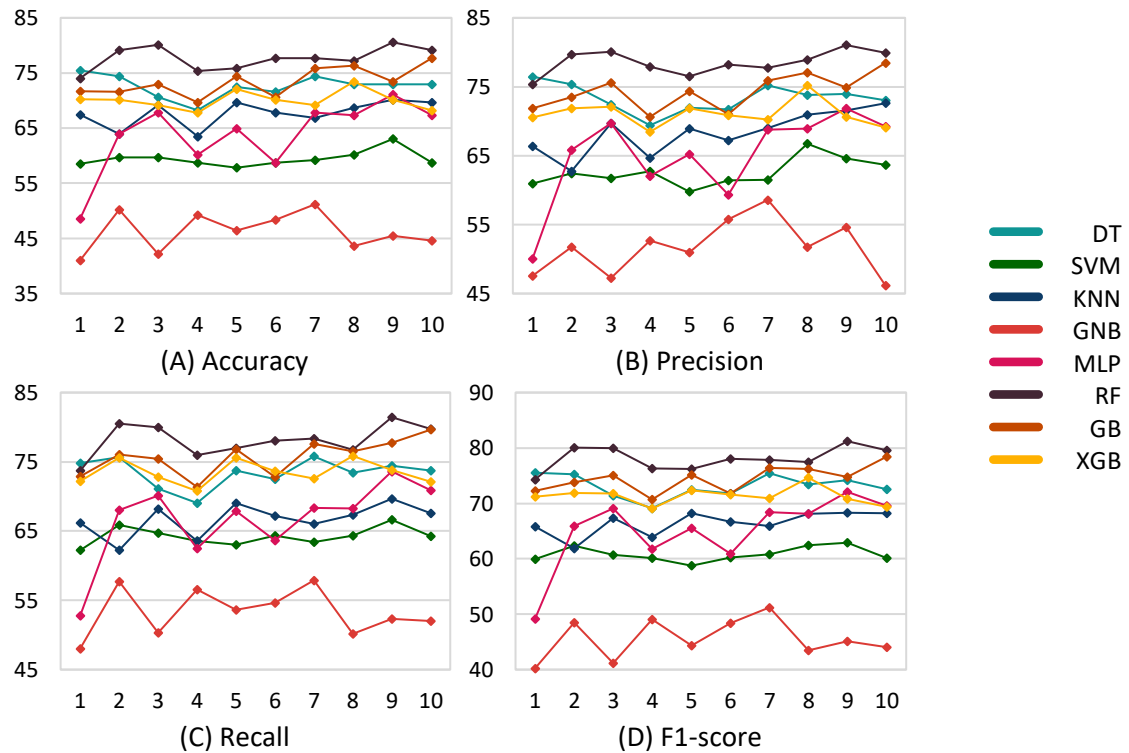 85
75
65
55
45
35
1 2 3 4 5 6 7 8 9 10
(A) Accuracy
85
75
65
55
45
1 2 3 4 5 6 7 8 9 10
(B) Precision
85
75
65
55
45
1 2 3 4 5 6 7 8 9 10
(C) Recall
90
80
70
60
50
40
1 2 3 4 5 6 7 8 9 10
(D) F1-score
DT
SVM
KNN
GNB
MLP
RF
GB
XGB